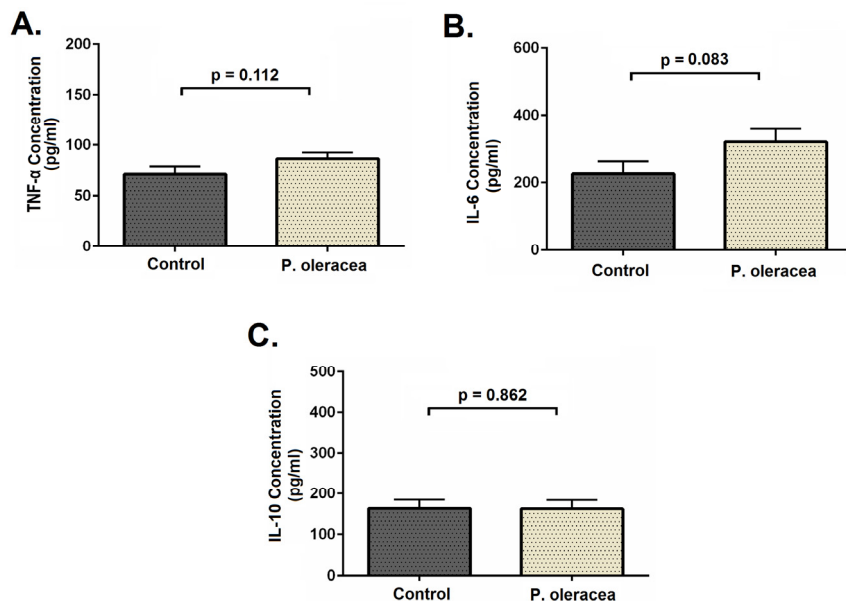 A.
TNF-α Concentration
(pg/ml)
200
150
100
50
0
p = 0.112
Control
P. oleracea
B.
IL-6 Concentration
(pg/ml)
600
400
200
0
p = 0.083
Control
P. oleracea
C.
IL-10 Concentration
(pg/ml)
500
400
300
200
100
0
p = 0.862
Control
P. oleracea